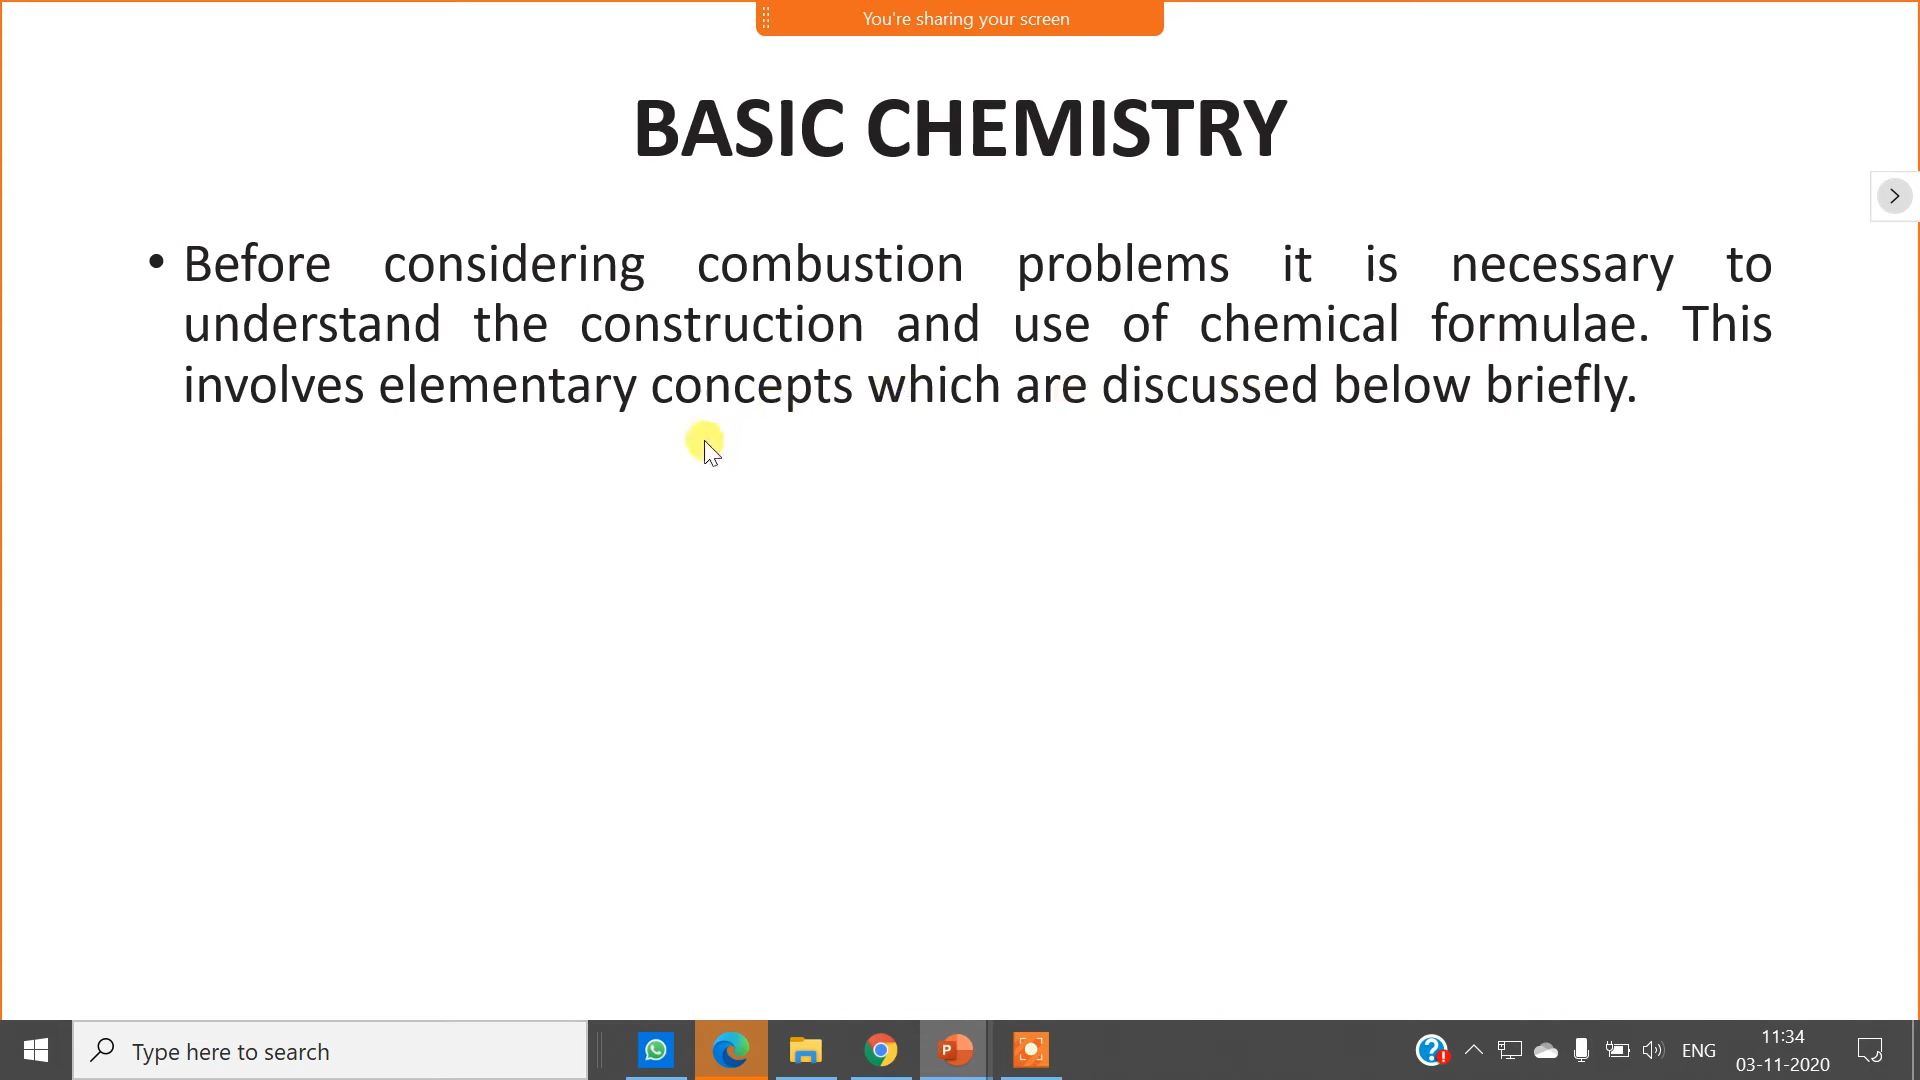 You're sharing your screen
BASIC CHEMISTRY
• Before considering combustion problems it is necessary to
understand the construction and use of chemical formulae. This
involves elementary concepts which are discussed below briefly.
Type here to search
ENG
11:34
03-11-2020